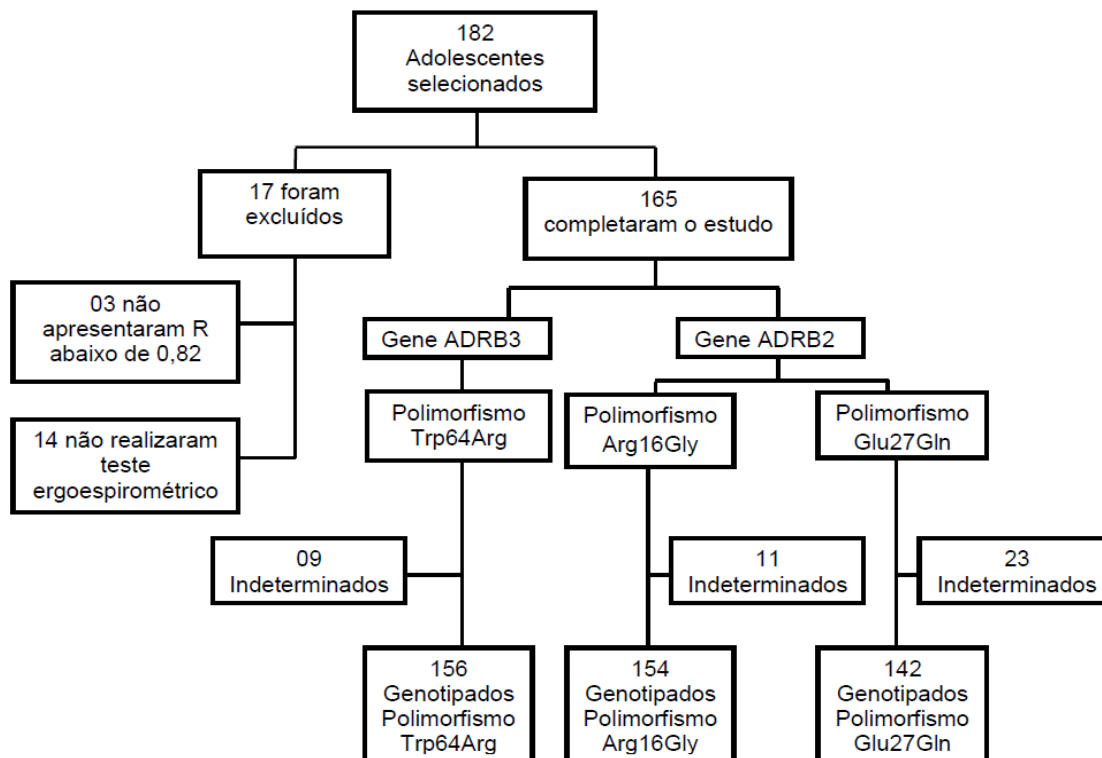 182
Adolescentes
selecionados
17 foram
excluídos
165
completaram o estudo
03 não
apresentaram R
abaixo de 0,82
14 não realizaram
teste
ergoespirométrico
Gene ADRB3
Gene ADRB2
Polimorfismo
Trp64Arg
Polimorfismo
Arg16Gly
Polimorfismo
Glu27Gln
09
Indeterminados
11
Indeterminados
23
Indeterminados
156
Genotipados
Polimorfismo
Trp64Arg
154
Genotipados
Polimorfismo
Arg16Gly
142
Genotipados
Polimorfismo
Glu27Gln